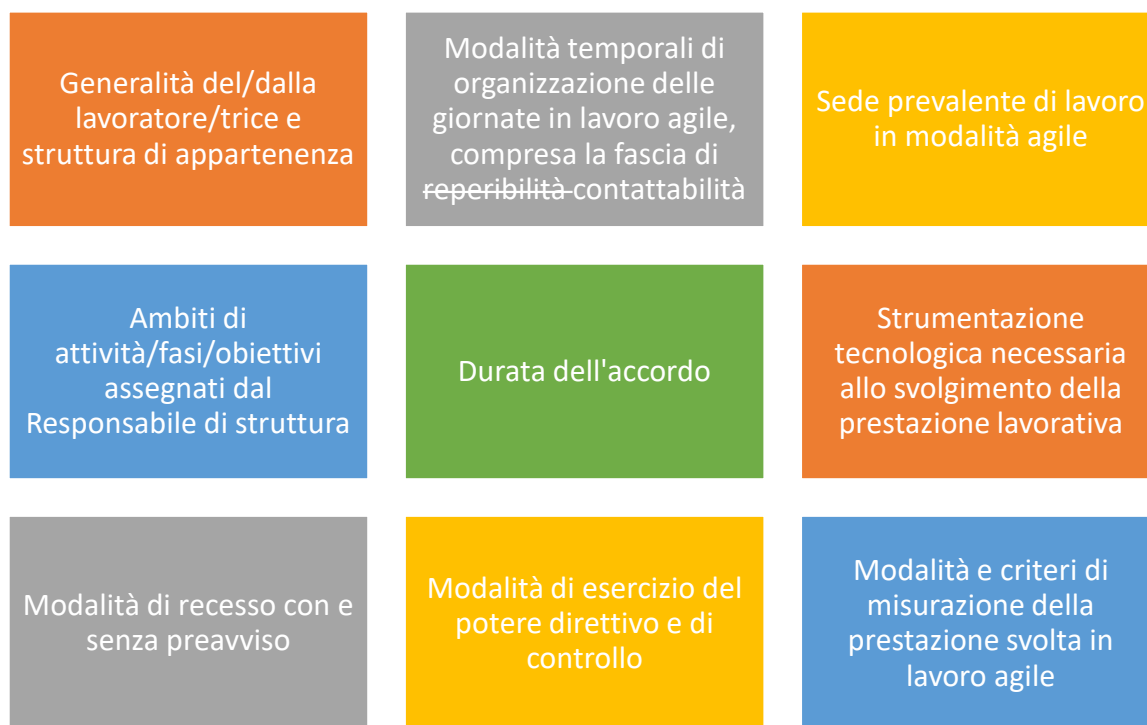 Generalità del/dalla
lavoratore/trice e
struttura di appartenenza
Modalità temporali di
organizzazione delle
giornate in lavoro agile,
compresa la fascia di
reperibilità contattabilità
Sede prevalente di lavoro
in modalità agile
Ambiti di
attività/fasi/obiettivi
assegnati dal
Responsabile di struttura
Durata dell'accordo
Strumentazione
tecnologica necessaria
allo svolgimento della
prestazione lavorativa
Modalità di recesso con e
senza preavviso
Modalità di esercizio del
potere direttivo e di
controllo
Modalità e criteri di
misurazione della
prestazione svolta in
lavoro agile